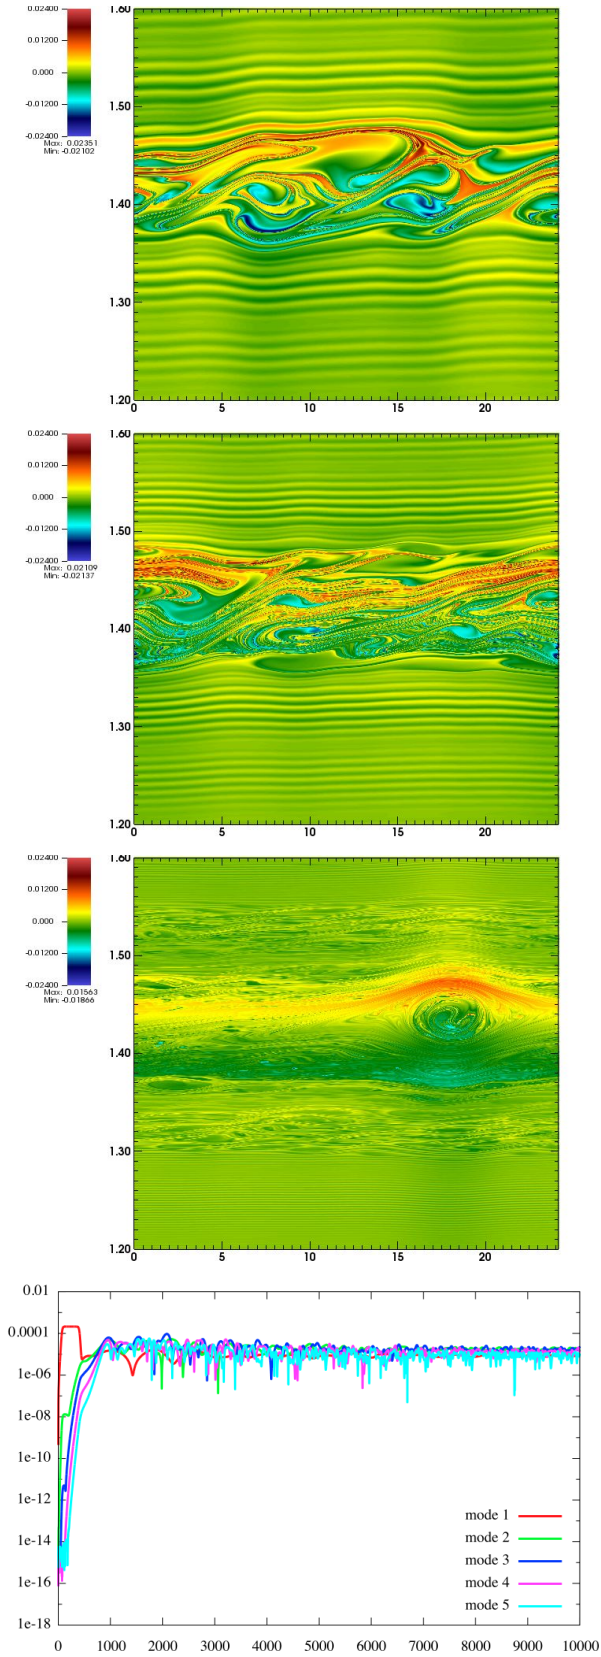 0.02400
0.01200
0.000
-0.01200
-0.02400
Max: 0.02351
Min: -0.02102
1.60
1.50
1.40
1.30
1.20
0 5 10 15 20
0.02400
0.01200
0.000
-0.01200
-0.02400
Max: 0.02109
Min: -0.02137
1.60
1.50
1.40
1.30
1.20
0 5 10 15 20
0.02400
0.01200
0.000
-0.01200
-0.02400
Max: 0.01563
Min: -0.01866
1.60
1.50
1.40
1.30
1.20
0 5 10 15 20
0.01
0.0001
1e-06
1e-08
1e-10
1e-12
1e-14
1e-16
1e-18
mode 1
mode 2
mode 3
mode 4
mode 5
0 1000 2000 3000 4000 5000 6000 7000 8000 9000 10000